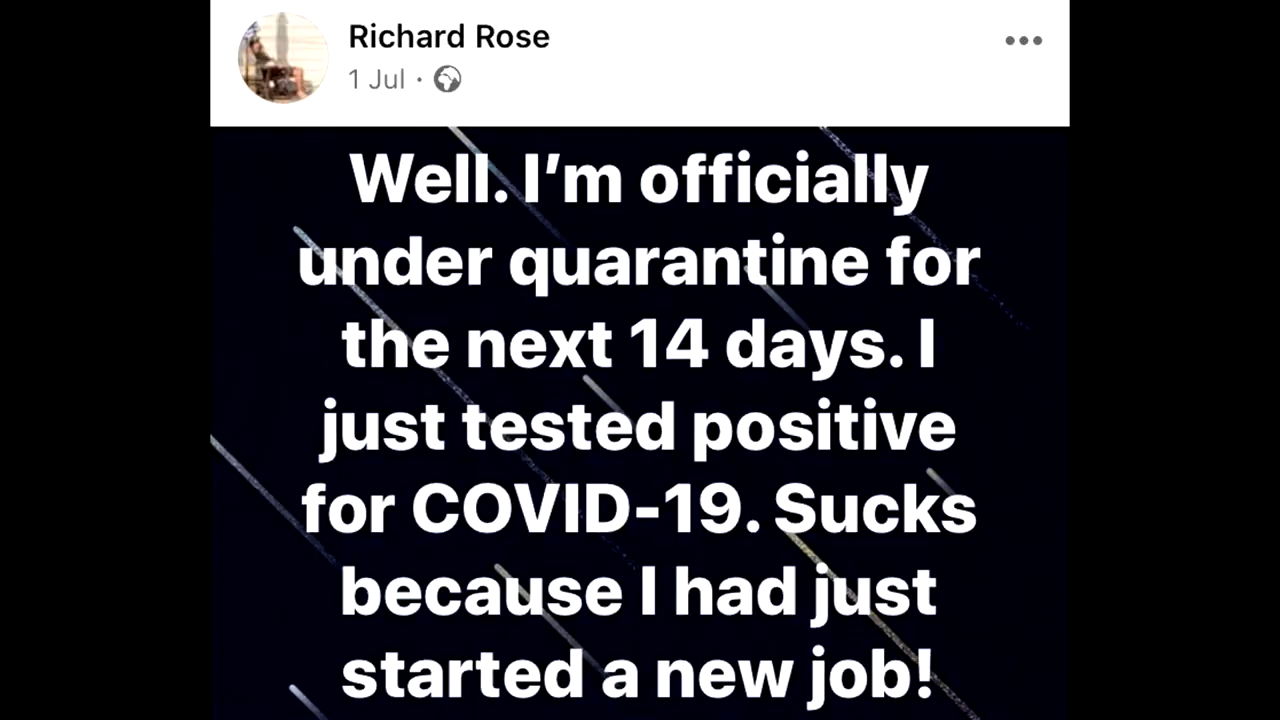 Richard Rose
1 Jul ·
Well. I’m officially
under quarantine for
the next 14 days. I
just tested positive
for COVID-19. Sucks
because I had just
started a new job!